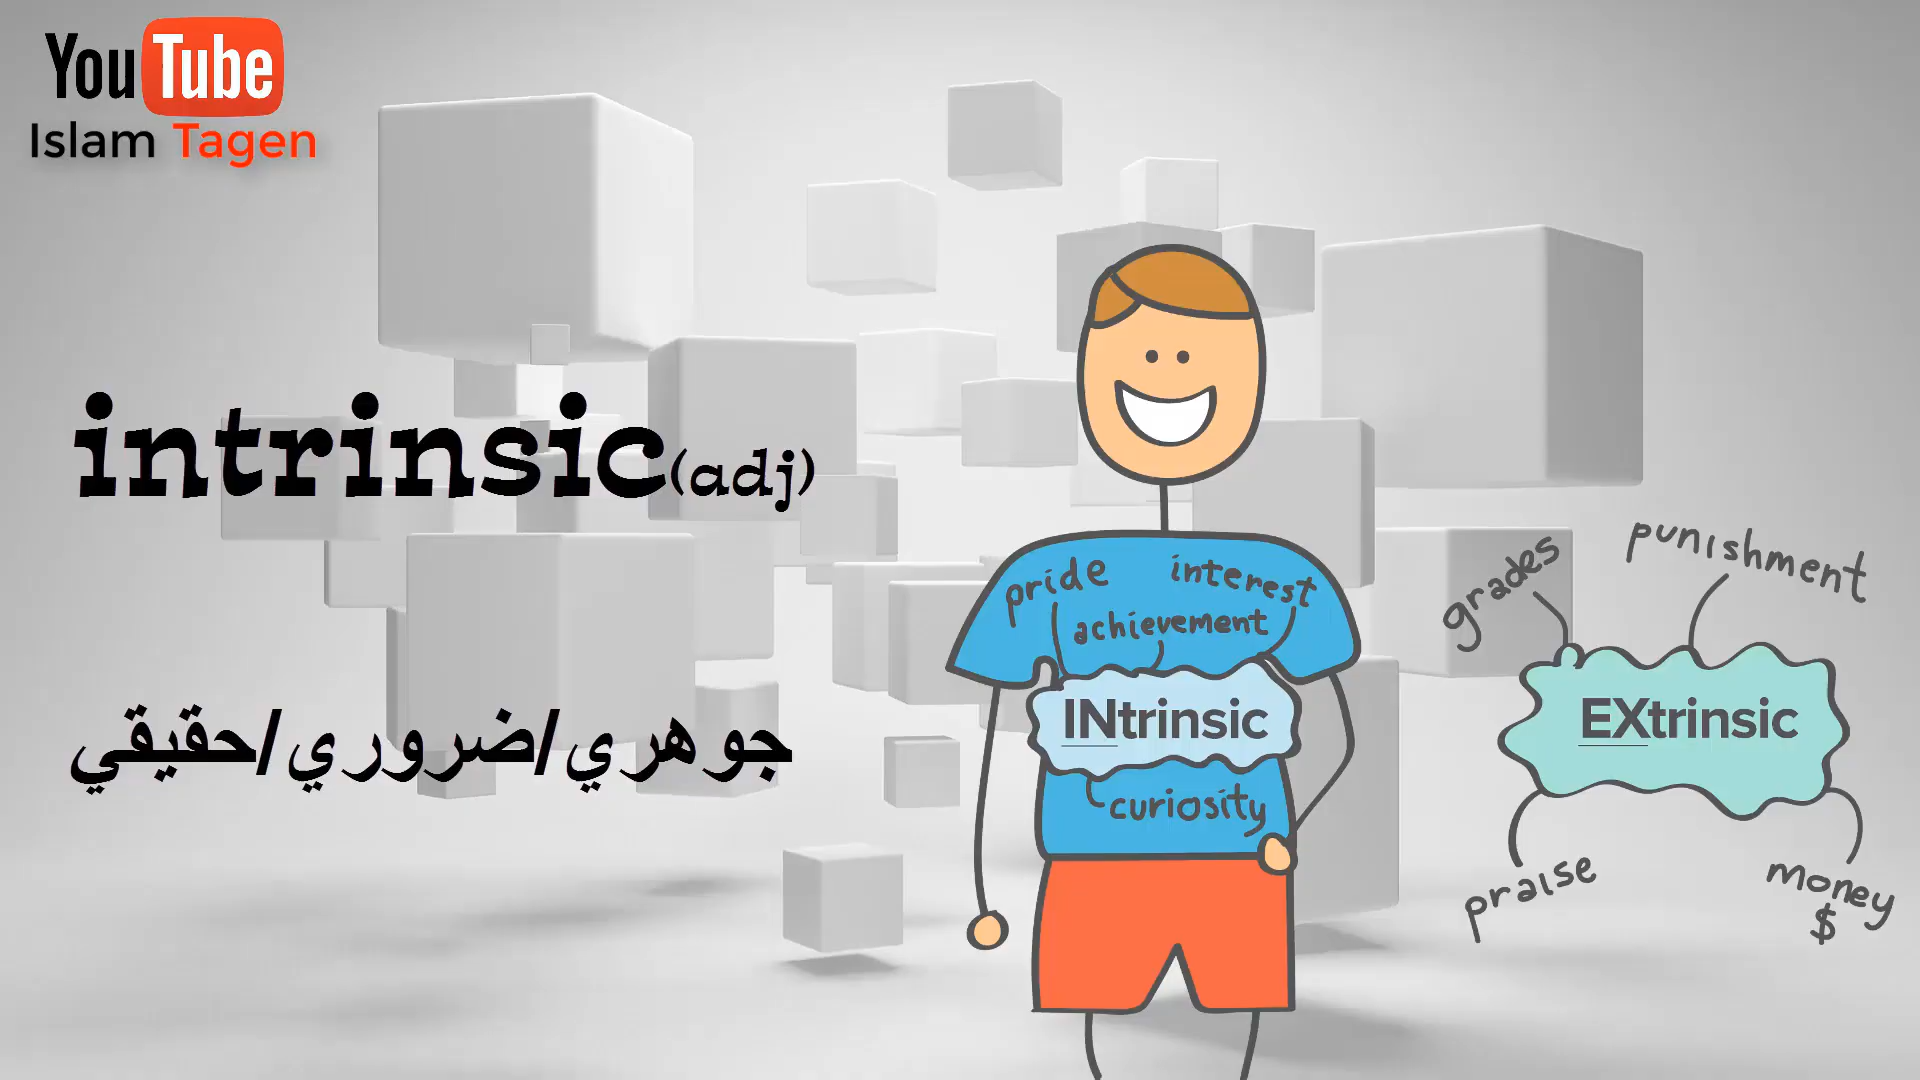 YouTube
Islam Tagen
intrinsic(adj)
جوهري/ضروري/حقيقي
pride
interest
achievement
INtrinsic
curiosity
grades
punishment
EXtrinsic
praise
money
$